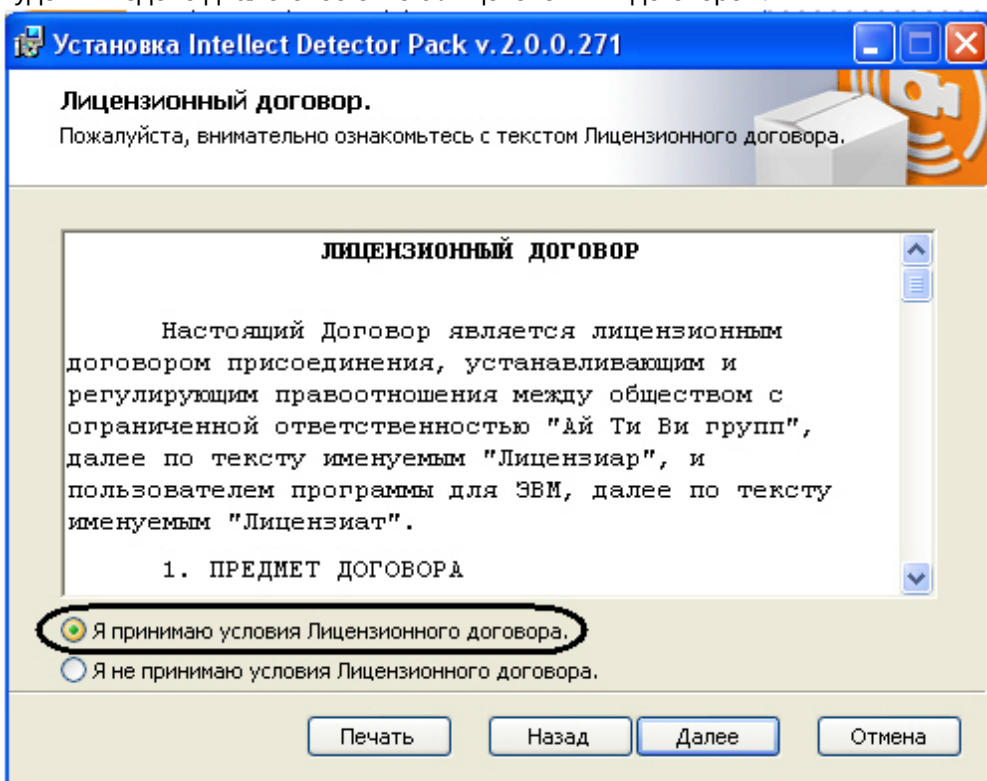 Установка Intellect Detector Pack v.2.0.0.271
Лицензионный договор.
Пожалуйста, внимательно ознакомьтесь с текстом Лицензионного договора.
ЛИЦЕНЗИОННЫЙ ДОГОВОР
Настоящий Договор является лицензионным
договором присоединения, устанавливающим и
регулирующим правоотношения между обществом с
ограниченной ответственностью "Ай Ти Ви групп",
далее по тексту именуемым "Лицензиар", и
пользователем программы для ЭВМ, далее по тексту
именуемым "Лицензиат".
1. ПРЕДМЕТ ДОГОВОРА
Я принимаю условия Лицензионного договора.
Я не принимаю условия Лицензионного договора.
Печать Назад Далее Отмена